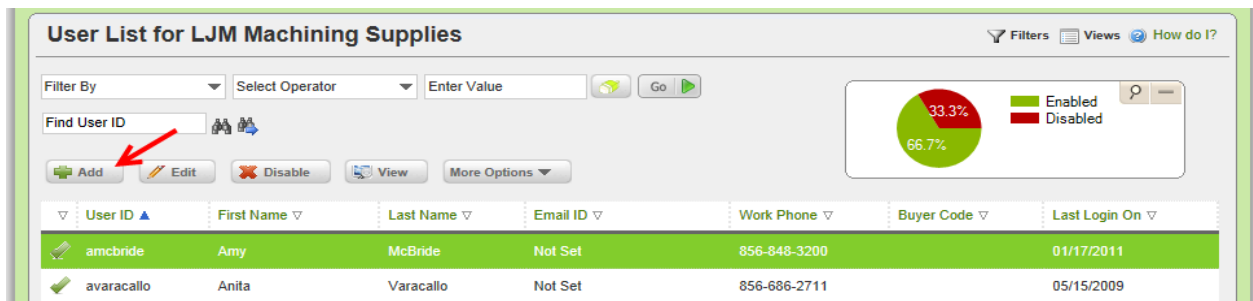 User List for LJM Machining Supplies
Filters Views How do I?
Filter By Select Operator Enter Value Go
Find User ID
33.3%
66.7%
Enabled
Disabled
Add Edit Disable View More Options
User ID First Name Last Name Email ID Work Phone Buyer Code Last Login On
amcbride Amy McBride Not Set 856-848-3200 01/17/2011
avaracallo Anita Varacallo Not Set 856-686-2711 05/15/2009